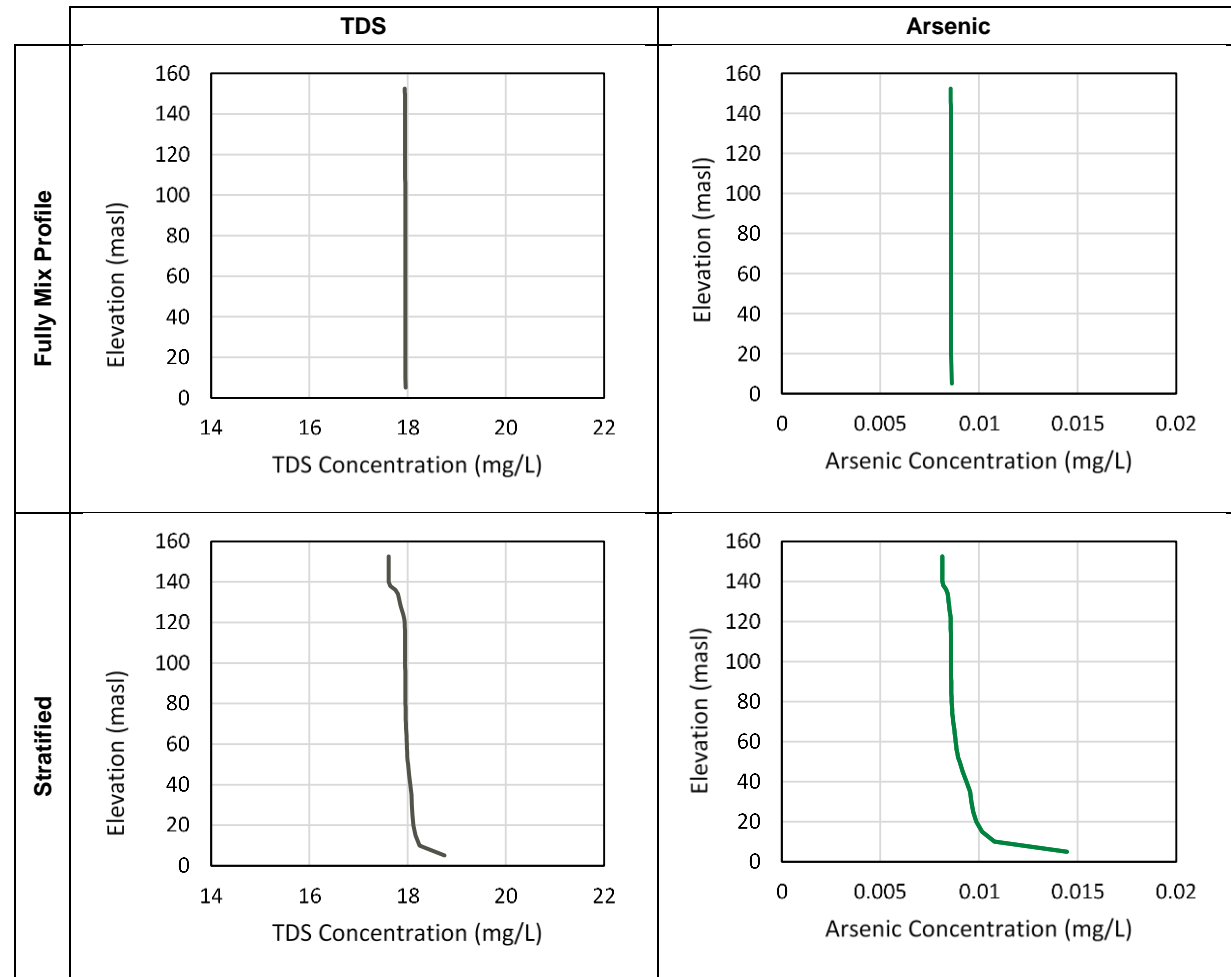 TDS
Arsenic
Fully Mix Profile
Elevation (masl)
160
140
120
100
80
60
40
20
0
14 16 18 20 22
TDS Concentration (mg/L)
Elevation (masl)
160
140
120
100
80
60
40
20
0
0 0.005 0.01 0.015 0.02
Arsenic Concentration (mg/L)
Stratified
Elevation (masl)
160
140
120
100
80
60
40
20
0
14 16 18 20 22
TDS Concentration (mg/L)
Elevation (masl)
160
140
120
100
80
60
40
20
0
0 0.005 0.01 0.015 0.02
Arsenic Concentration (mg/L)